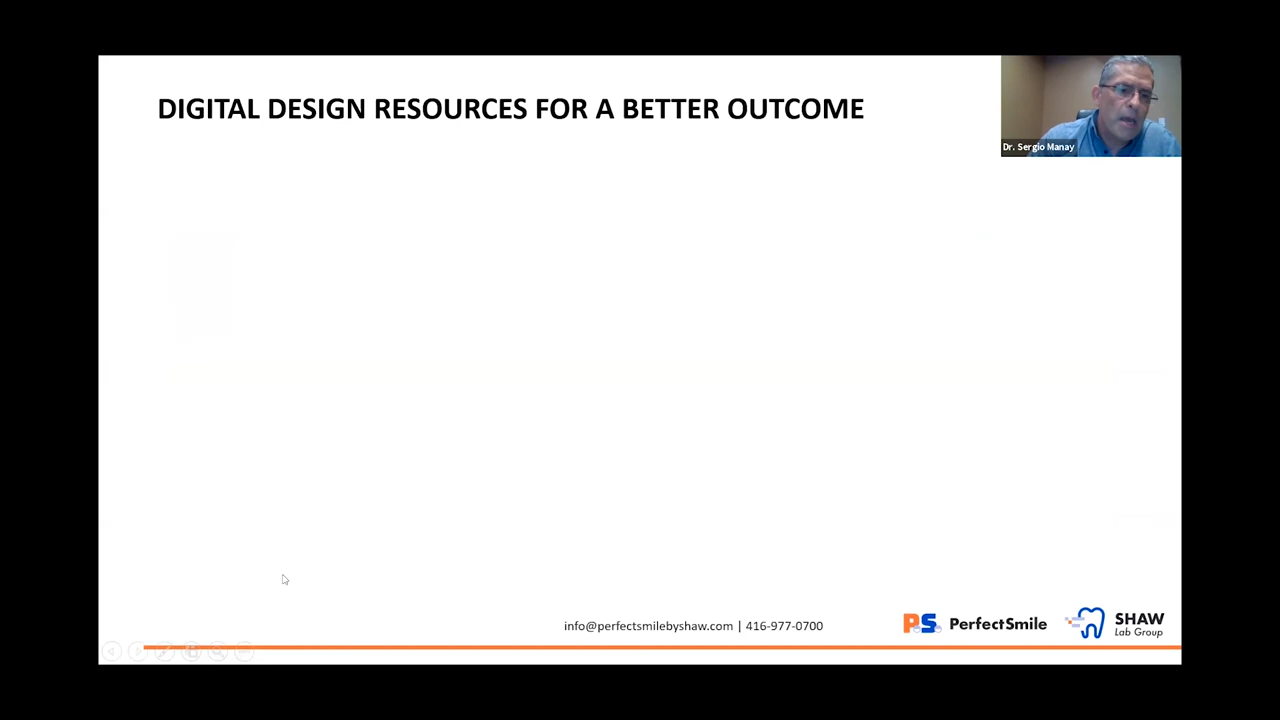 DIGITAL DESIGN RESOURCES FOR A BETTER OUTCOME
Dr. Sergio Manay
info@perfectsmilebyshaw.com | 416-977-0700
PS PerfectSmile
SHAW
Lab Group